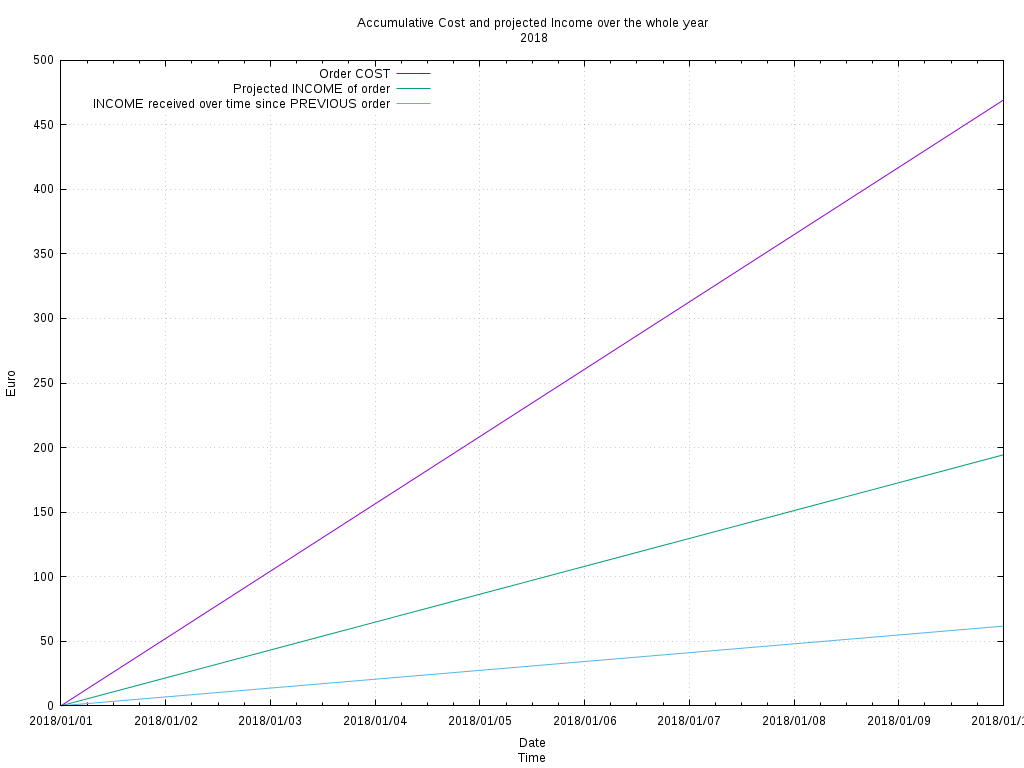 Accumulative Cost and projected Income over the whole year
2018
Order COST
Projected INCOME of order
INCOME received over time since PREVIOUS order
500
450
400
350
300
250
200
150
100
50
0
Euro
2018/01/01 2018/01/02 2018/01/03 2018/01/04 2018/01/05 2018/01/06 2018/01/07 2018/01/08 2018/01/09 2018/01/1
Date
Time